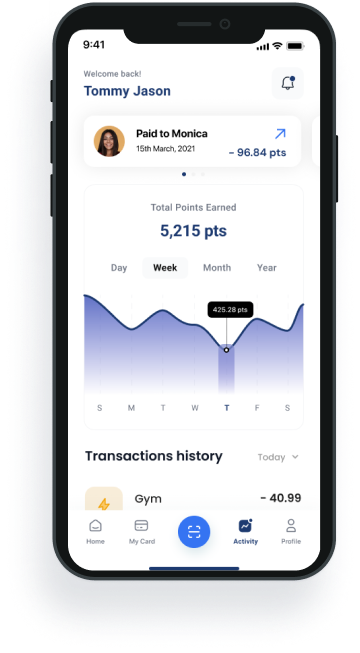 9:41
Welcome back!
Tommy Jason
Paid to Monica
15th March, 2021
- 96.84 pts
Total Points Earned
5,215 pts
Day Week Month Year
425.28 pts
S M T W T F S
Transactions history
Today
Gym
- 40.99
Home My Card Activity Profile